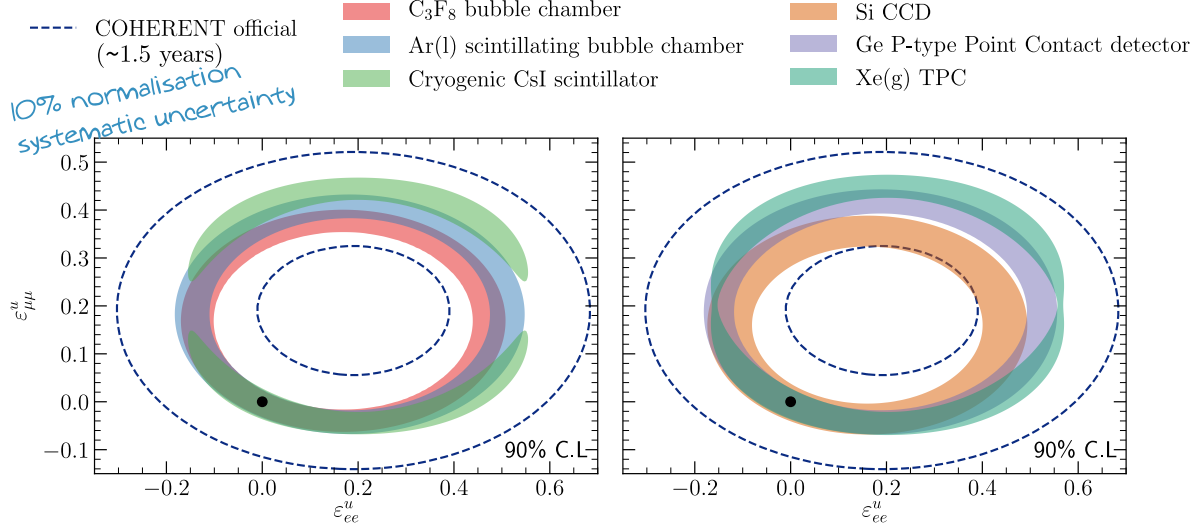 COHERENT official
(~1.5 years)
C₃F₈ bubble chamber
Ar(l) scintillating bubble chamber
Cryogenic CsI scintillator
Si CCD
Ge P-type Point Contact detector
Xe(g) TPC
10% normalisation
systematic uncertainty
0.5
0.4
0.3
0.2
0.1
0.0
−0.1
εᵘμμ
90% C.L
−0.2
0.0
0.2
0.4
0.6
εᵘee
90% C.L
−0.2
0.0
0.2
0.4
0.6
εᵘee